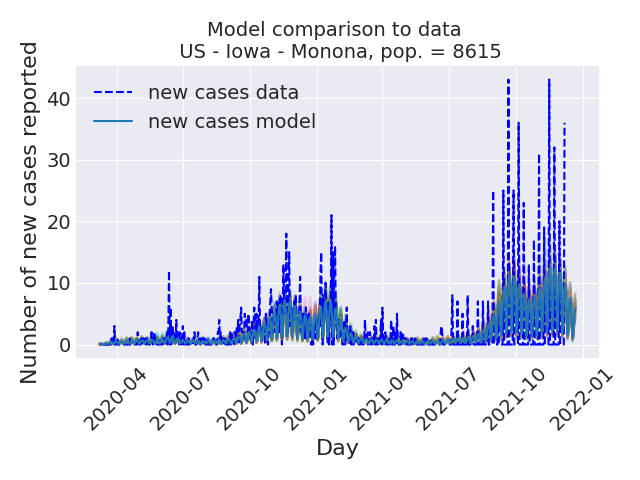 Model comparison to data
US - Iowa - Monona, pop. = 8615
new cases data
new cases model
Number of new cases reported
40
30
20
10
0
2020-04
2020-07
2020-10
2021-01
2021-04
2021-07
2021-10
2022-01
Day